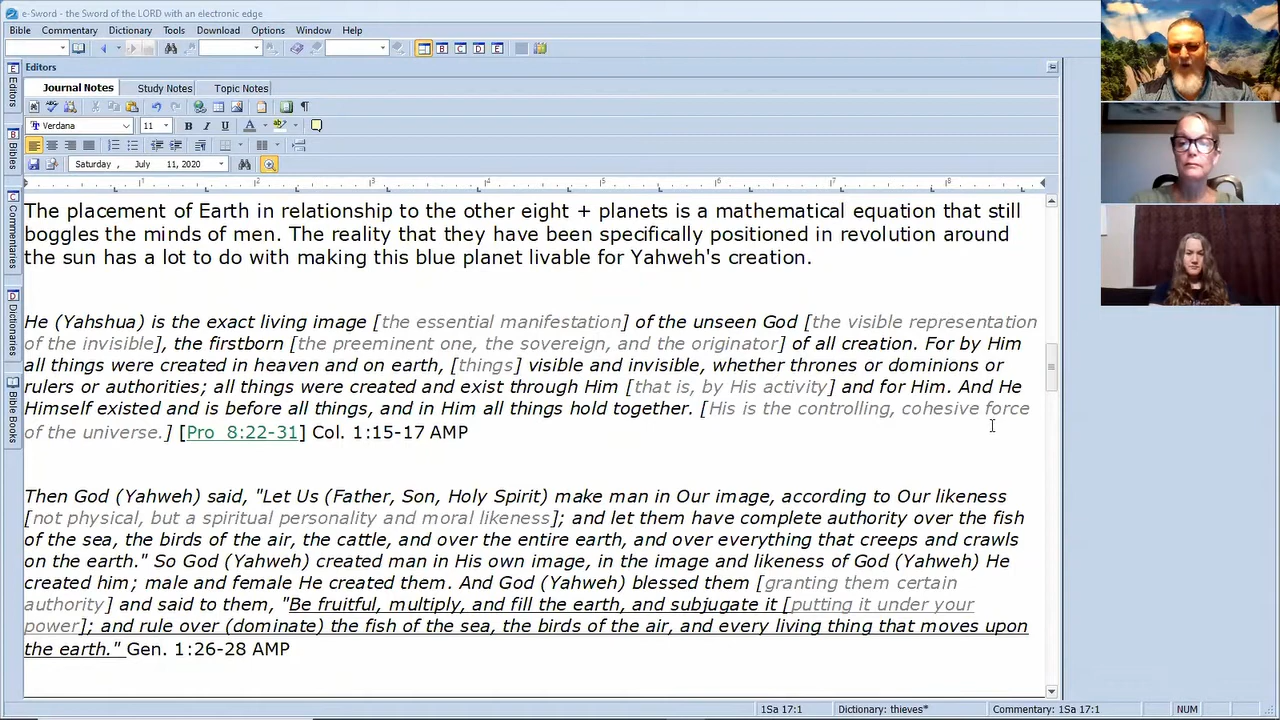 e-Sword - the Sword of the LORD with an electronic edge
Bible Commentary Dictionary Tools Download Options Window Help
B C D E
Editors
Journal Notes Study Notes Topic Notes
Verdana 11 B I U A
Saturday , July 11, 2020
1 2 3 4 5 6 7 8
E Editors
B Bibles
C Commentaries
D Dictionaries
Bible Books
The placement of Earth in relationship to the other eight + planets is a mathematical equation that still
boggles the minds of men. The reality that they have been specifically positioned in revolution around
the sun has a lot to do with making this blue planet livable for Yahweh's creation.
He (Yahshua) is the exact living image [the essential manifestation] of the unseen God [the visible representation
of the invisible], the firstborn [the preeminent one, the sovereign, and the originator] of all creation. For by Him
all things were created in heaven and on earth, [things] visible and invisible, whether thrones or dominions or
rulers or authorities; all things were created and exist through Him [that is, by His activity] and for Him. And He
Himself existed and is before all things, and in Him all things hold together. [His is the controlling, cohesive force
of the universe.] [Pro 8:22-31] Col. 1:15-17 AMP
Then God (Yahweh) said, "Let Us (Father, Son, Holy Spirit) make man in Our image, according to Our likeness
[not physical, but a spiritual personality and moral likeness]; and let them have complete authority over the fish
of the sea, the birds of the air, the cattle, and over the entire earth, and over everything that creeps and crawls
on the earth." So God (Yahweh) created man in His own image, in the image and likeness of God (Yahweh) He
created him; male and female He created them. And God (Yahweh) blessed them [granting them certain
authority] and said to them, "Be fruitful, multiply, and fill the earth, and subjugate it [putting it under your
power]; and rule over (dominate) the fish of the sea, the birds of the air, and every living thing that moves upon
the earth." Gen. 1:26-28 AMP
1Sa 17:1 Dictionary: thieves* Commentary: 1Sa 17:1 NUM